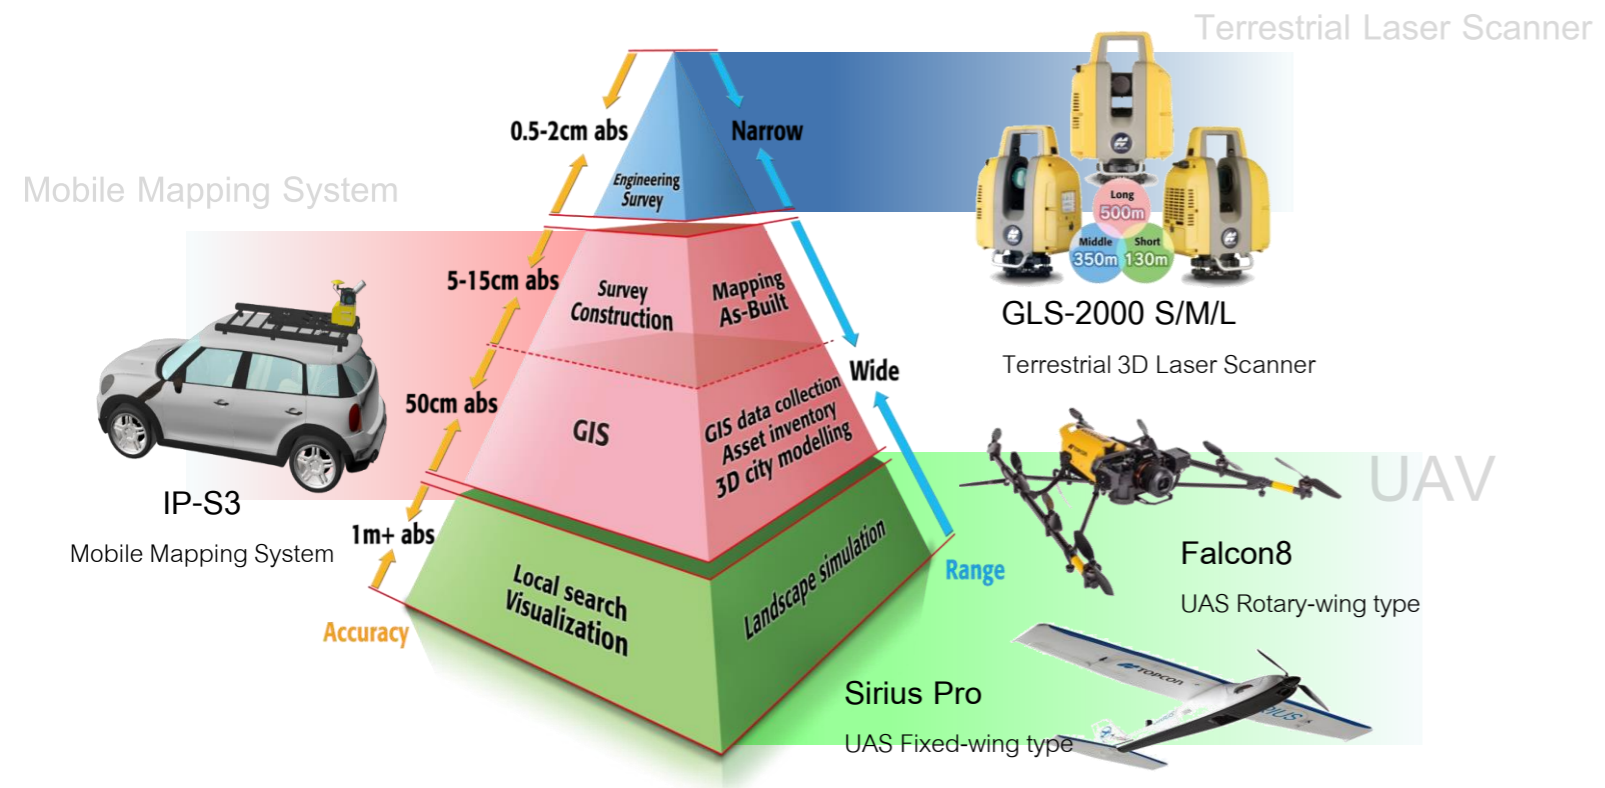 Terrestrial Laser Scanner
0.5-2cm abs
Narrow
Engineering
Survey
Mobile Mapping System
Long
500m
Middle
350m
Short
130m
5-15cm abs
Survey
Construction
Mapping
As-Built
GLS-2000 S/M/L
Terrestrial 3D Laser Scanner
Wide
50cm abs
GIS
GIS data collection
Asset inventory
3D city modelling
TOPCON
UAV
IP-S3
Mobile Mapping System
1m+ abs
Local search
Visualization
Landscape simulation
Range
Accuracy
Falcon8
UAS Rotary-wing type
TOPCON
Sirius Pro
UAS Fixed-wing type